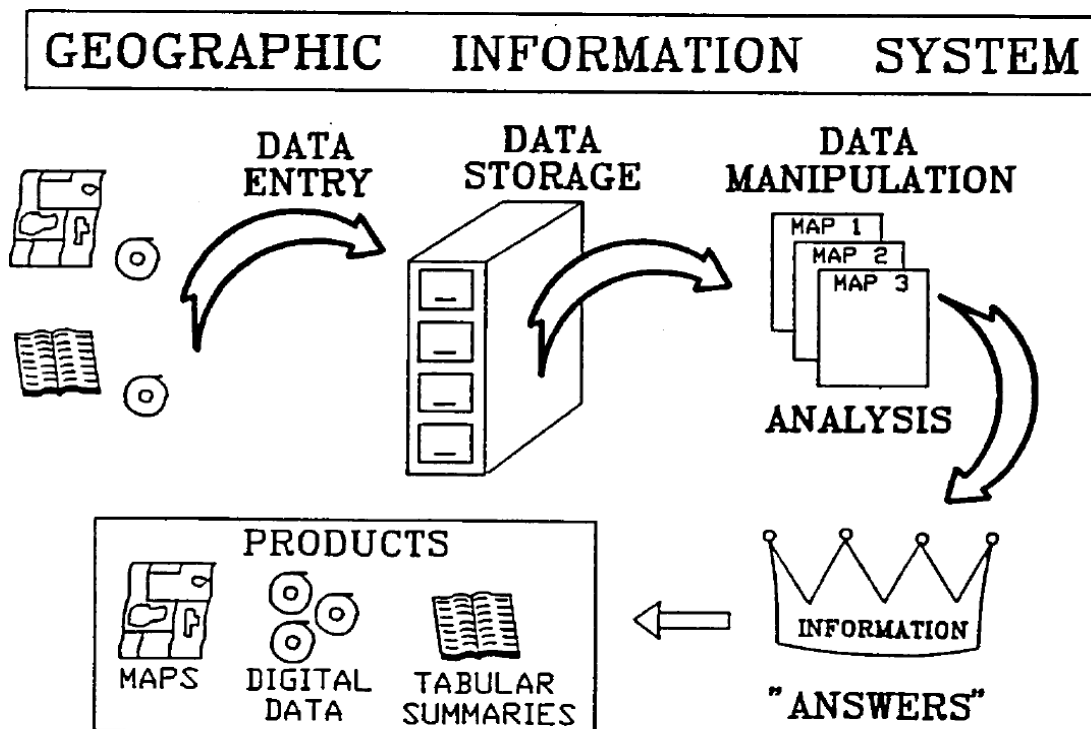 GEOGRAPHIC INFORMATION SYSTEM
DATA
ENTRY
DATA
STORAGE
DATA
MANIPULATION
MAP 1
MAP 2
MAP 3
ANALYSIS
INFORMATION
"ANSWERS"
PRODUCTS
MAPS
DIGITAL
DATA
TABULAR
SUMMARIES